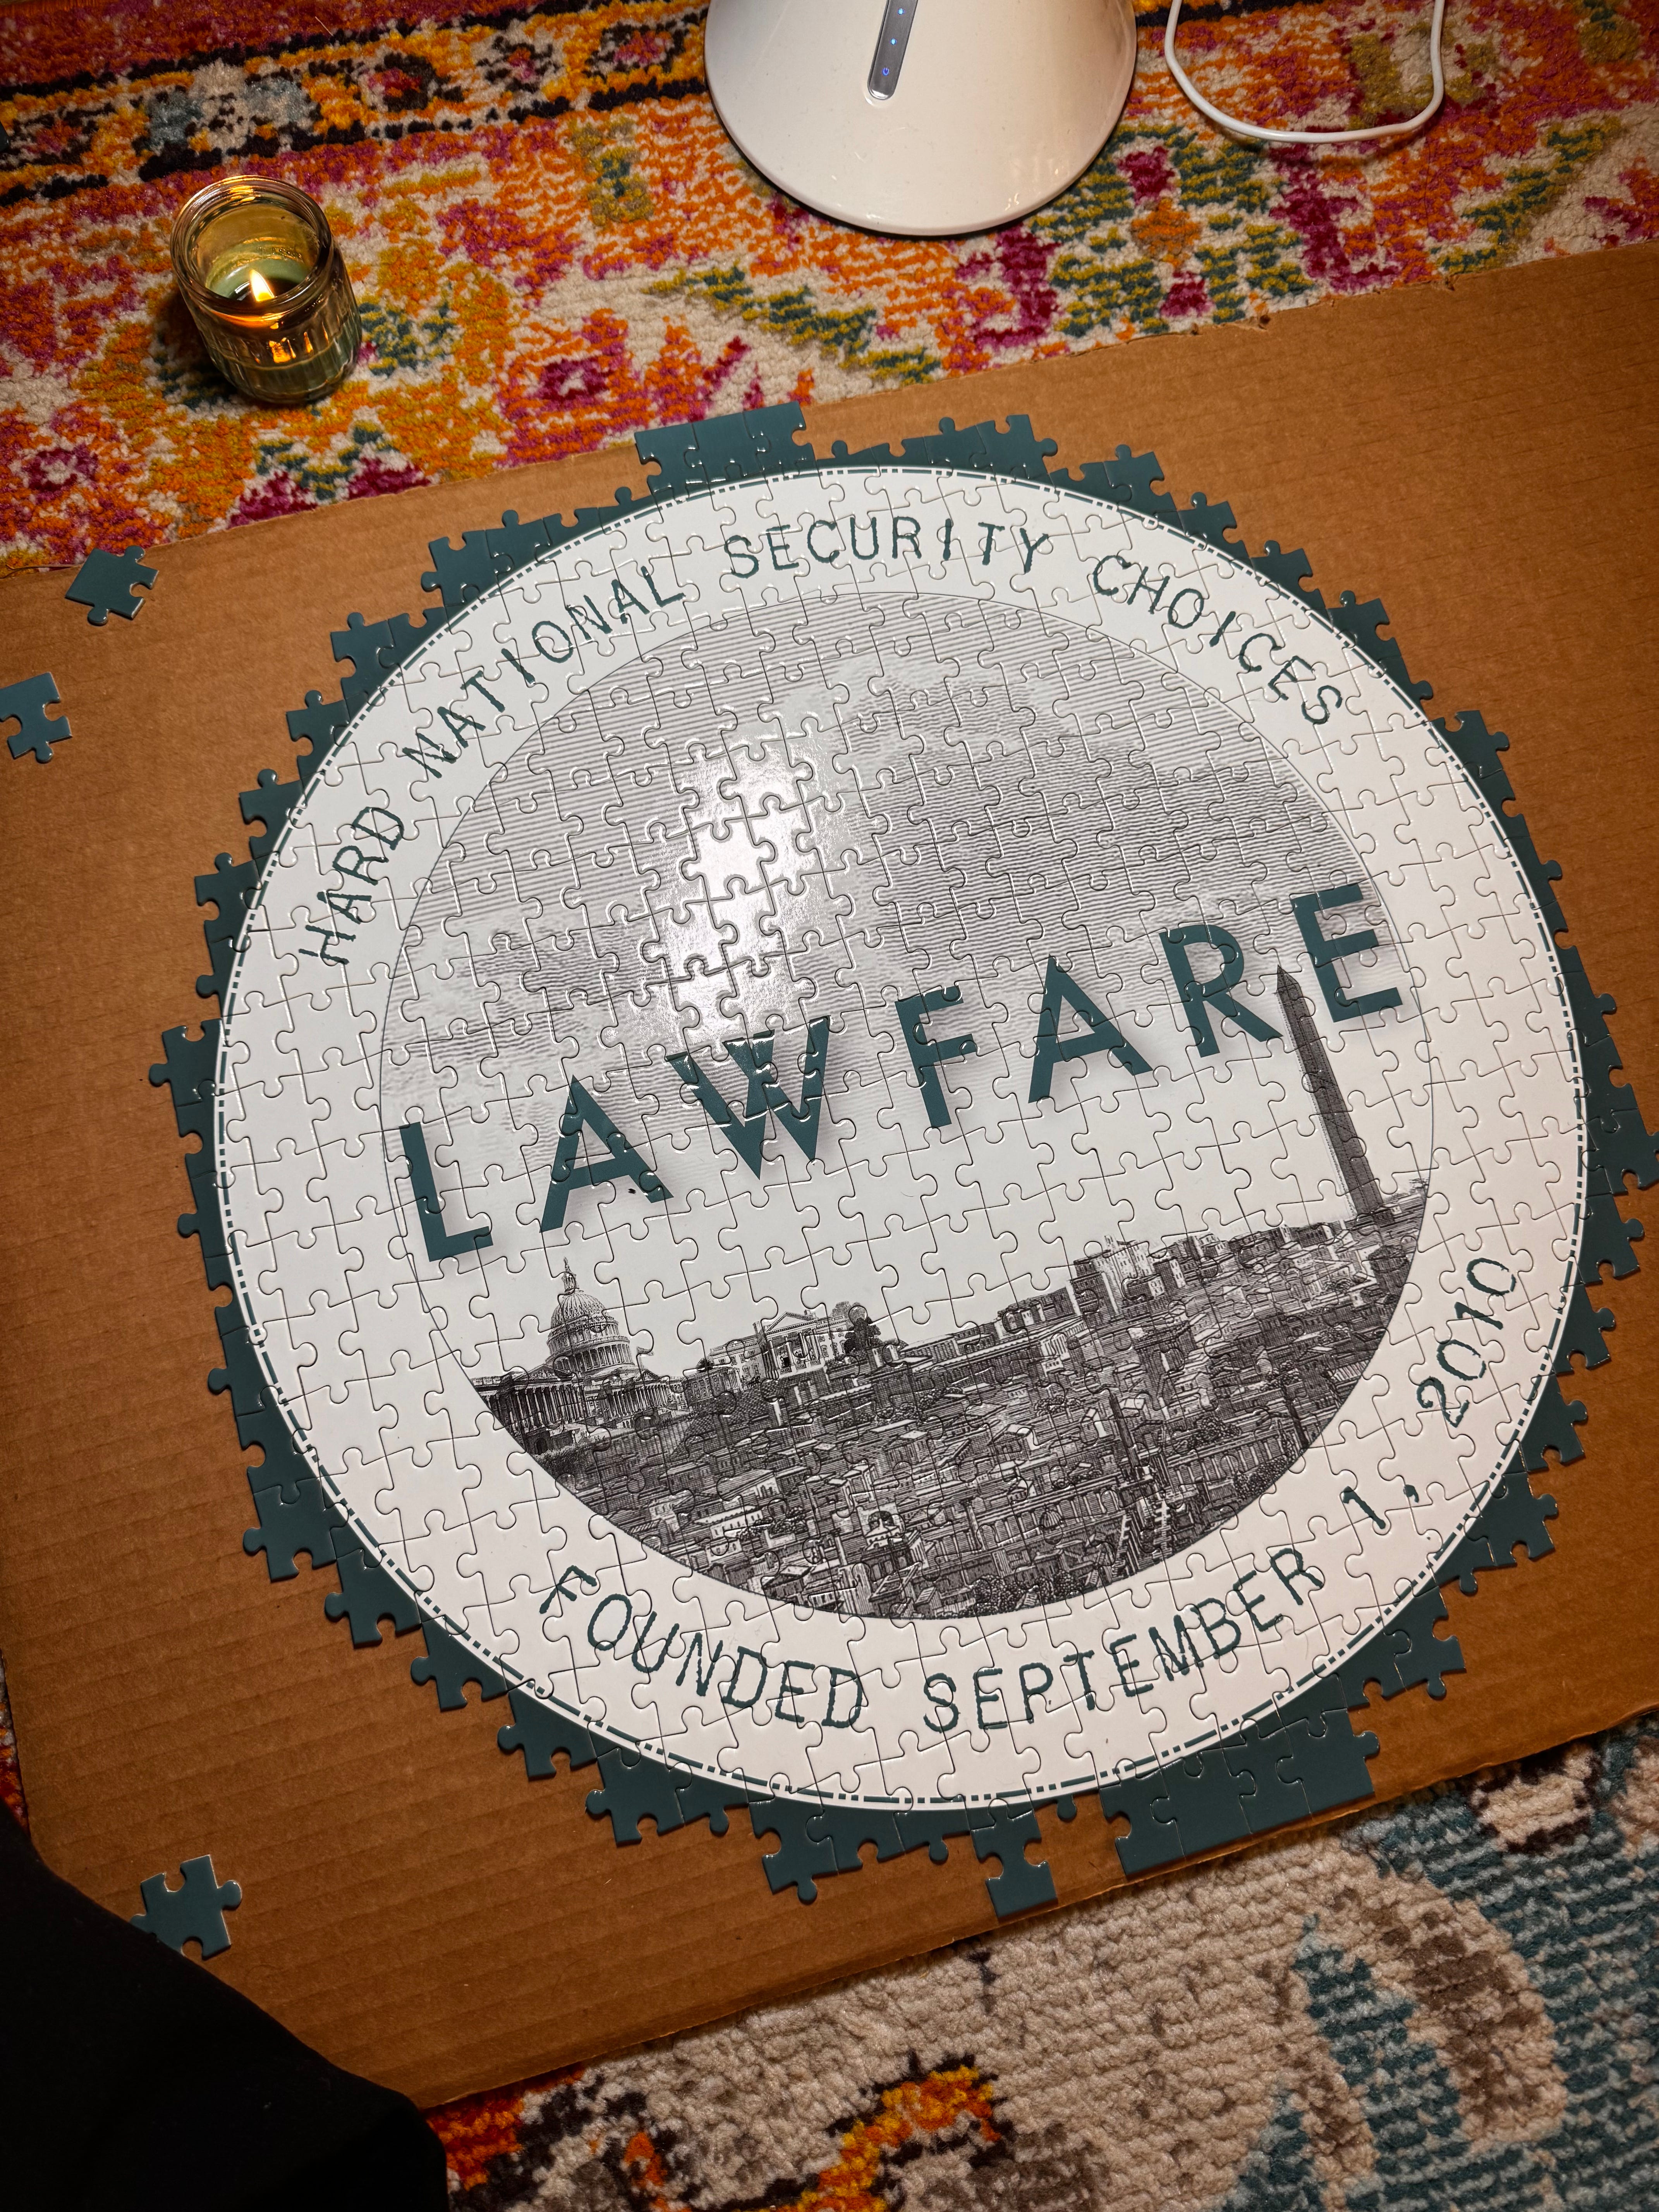 HARD NATIONAL SECURITY CHOICES
LAWFARE
FOUNDED SEPTEMBER 1, 2010